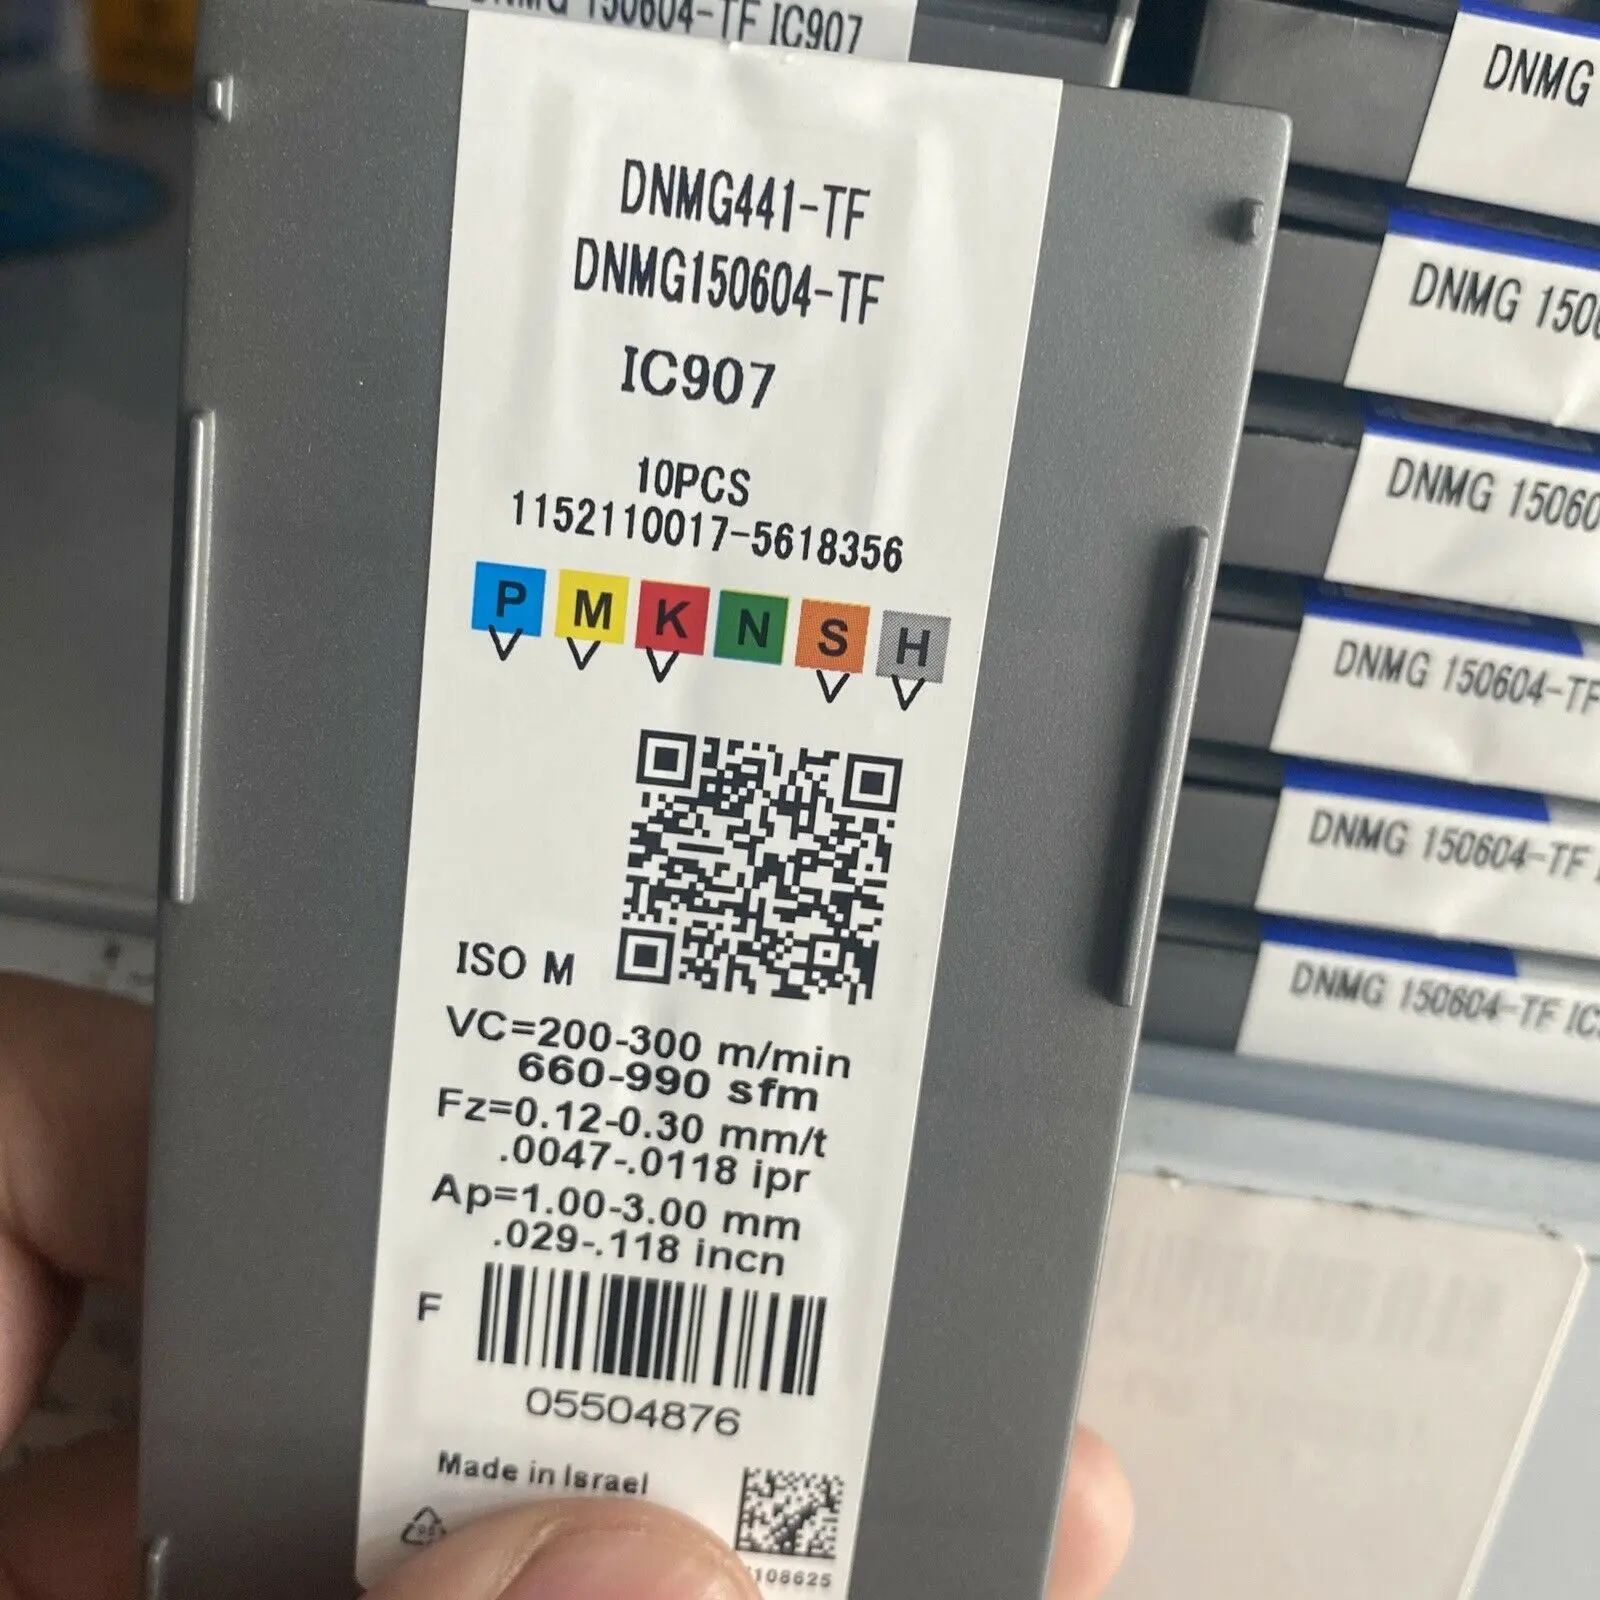 150604-TF IC907
DNMG441-TF
DNMG150604-TF
IC907
10PCS
1152110017-5618356
P M K N S H
ISO M
VC=200-300 m/min
660-990 sfm
Fz=0.12-0.30 mm/t
.0047-.0118 ipr
Ap=1.00-3.00 mm
.029-.118 incn
F
05504876
Made in Israel
108625
DNMG
DNMG 150
DNMG 15060
DNMG 150604-TF
DNMG 150604-TF
DNMG 150604-TF IC